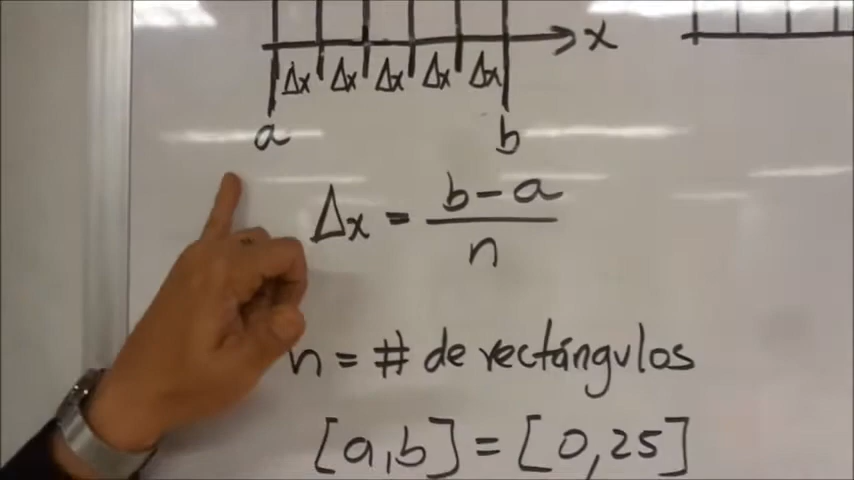 x
Δx Δx Δx Δx Δx
a b
Δx = b-a / n
n = # de rectángulos
[a,b] = [0,25]